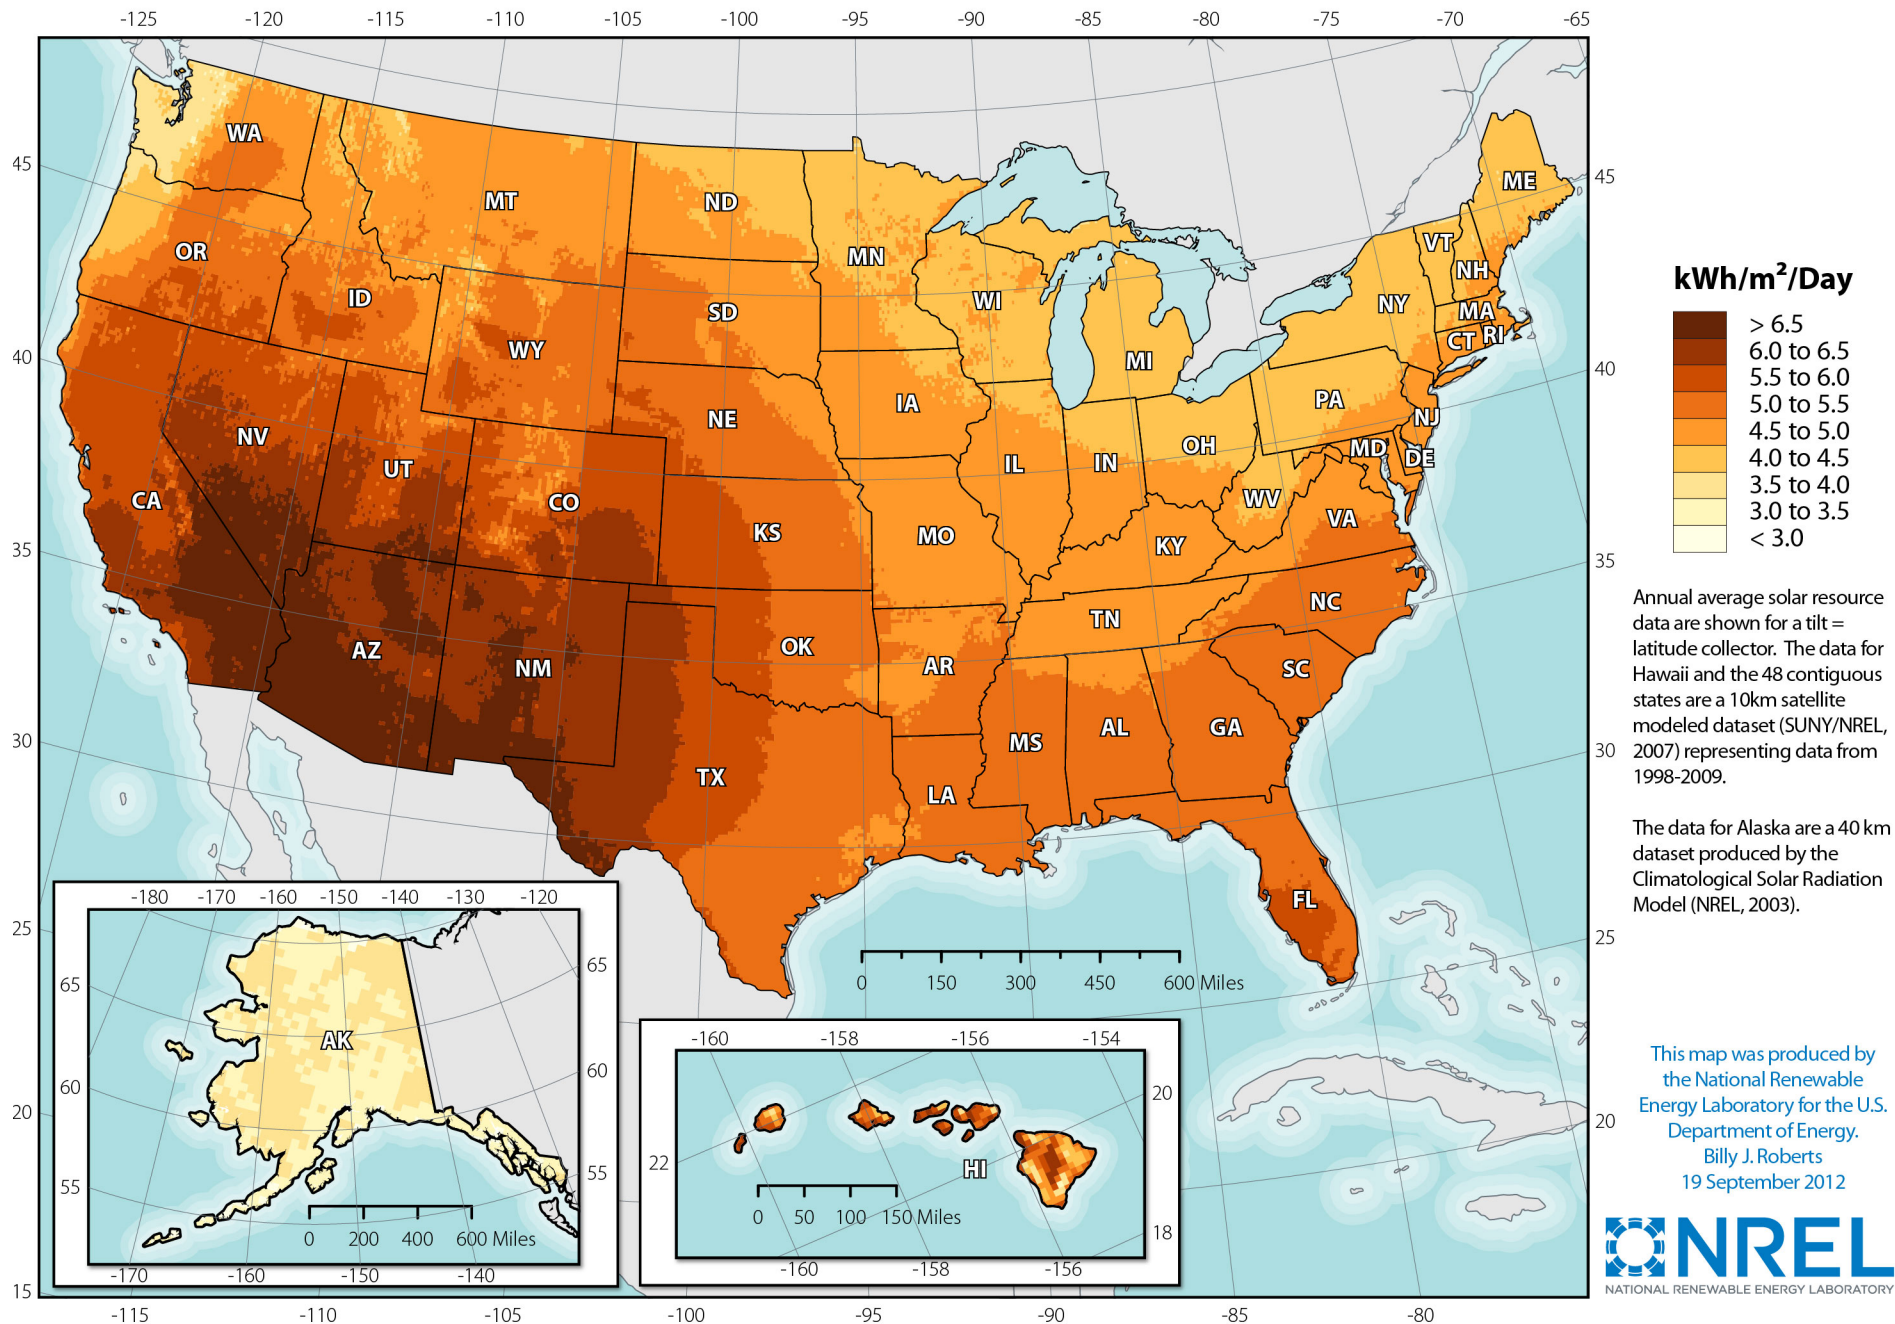 -125 -120 -115 -110 -105 -100 -95 -90 -85 -80 -75 -70 -65
45
40
35
30
25
20
15
45
40
35
30
25
20
-115 -110 -105 -100 -95 -90 -85 -80
WA
MT
ND
MN
ME
OR
ID
WY
SD
WI
MI
VT
NH
NY
MA
CT
RI
NV
UT
CO
NE
IA
IL
IN
OH
PA
NJ
MD
DE
WV
VA
CA
KS
MO
KY
AZ
NM
OK
AR
TN
NC
SC
TX
LA
MS
AL
GA
FL
0 150 300 450 600 Miles
-180 -170 -160 -150 -140 -130 -120
65
60
55
65
60
55
AK
0 200 400 600 Miles
-170 -160 -150 -140
-160 -158 -156 -154
22
20
18
HI
0 50 100 150 Miles
-160 -158 -156
kWh/m²/Day
> 6.5
6.0 to 6.5
5.5 to 6.0
5.0 to 5.5
4.5 to 5.0
4.0 to 4.5
3.5 to 4.0
3.0 to 3.5
< 3.0
Annual average solar resource
data are shown for a tilt =
latitude collector. The data for
Hawaii and the 48 contiguous
states are a 10km satellite
modeled dataset (SUNY/NREL,
2007) representing data from
1998-2009.
The data for Alaska are a 40 km
dataset produced by the
Climatological Solar Radiation
Model (NREL, 2003).
This map was produced by
the National Renewable
Energy Laboratory for the U.S.
Department of Energy.
Billy J. Roberts
19 September 2012
NREL
NATIONAL RENEWABLE ENERGY LABORATORY